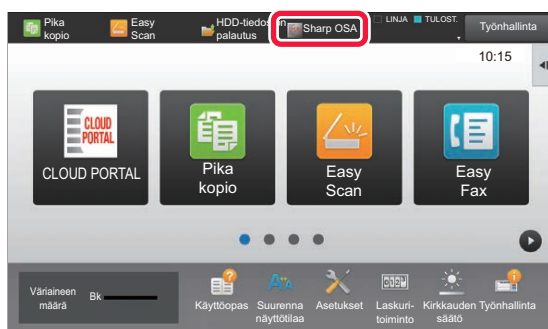 Pika
kopio
Easy
Scan
HDD-tiedoston
palautus
Sharp OSA
LINJA
TULOST.
Työnhallinta
10:15
CLOUD
PORTAL
CLOUD PORTAL
Pika
kopio
Easy
Scan
Easy
Fax
Väriaineen
määrä
Bk
Käyttöopas
Suurenna
näyttötilaa
Asetukset
Laskuri-
toiminto
Kirkkauden
säätö
Työnhallinta